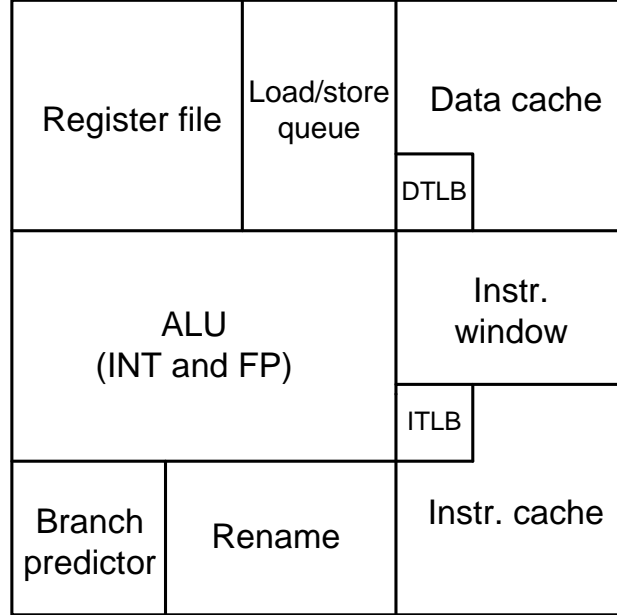 Register file
Load/store
queue
Data cache
DTLB
ALU
(INT and FP)
Instr.
window
ITLB
Branch
predictor
Rename
Instr. cache